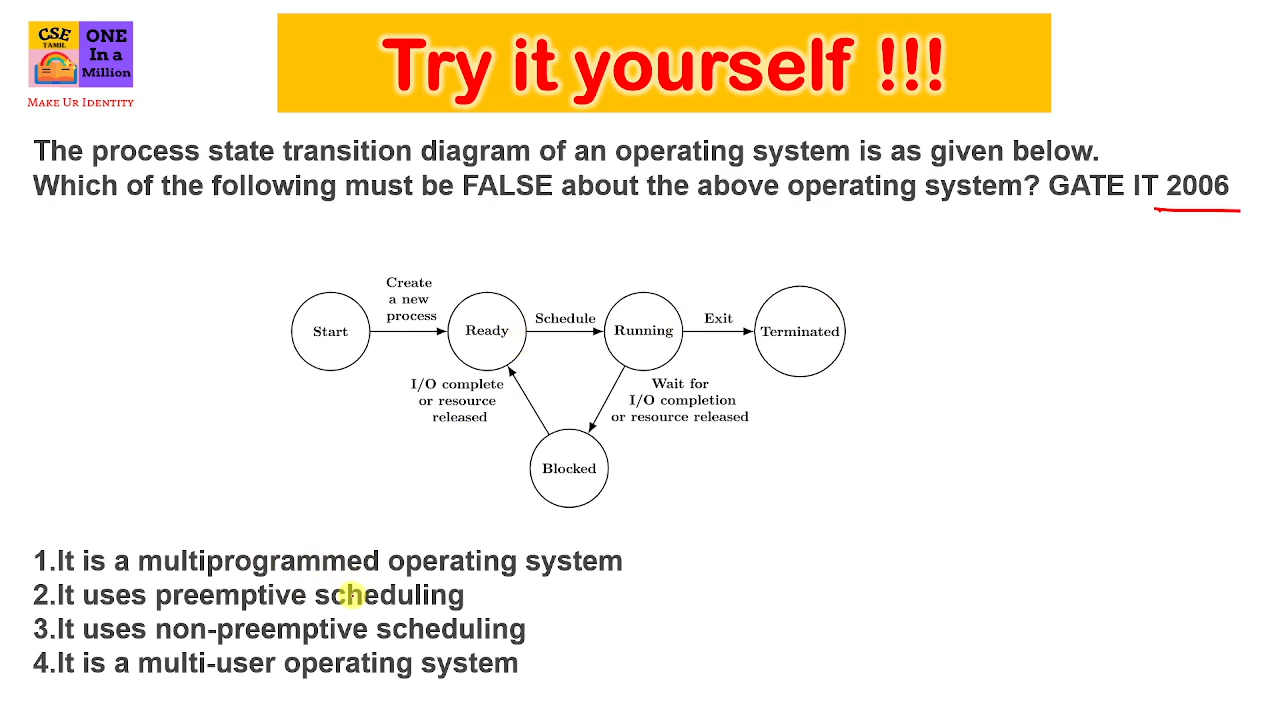 CSE
TAMIL
ONE
In a
Million
MAKE UR IDENTITY
Try it yourself !!!
The process state transition diagram of an operating system is as given below.
Which of the following must be FALSE about the above operating system? GATE IT 2006
Create
a new
process
Start
Ready
Schedule
Running
Exit
Terminated
I/O complete
or resource
released
Wait for
I/O completion
or resource released
Blocked
1.It is a multiprogrammed operating system
2.It uses preemptive scheduling
3.It uses non-preemptive scheduling
4.It is a multi-user operating system